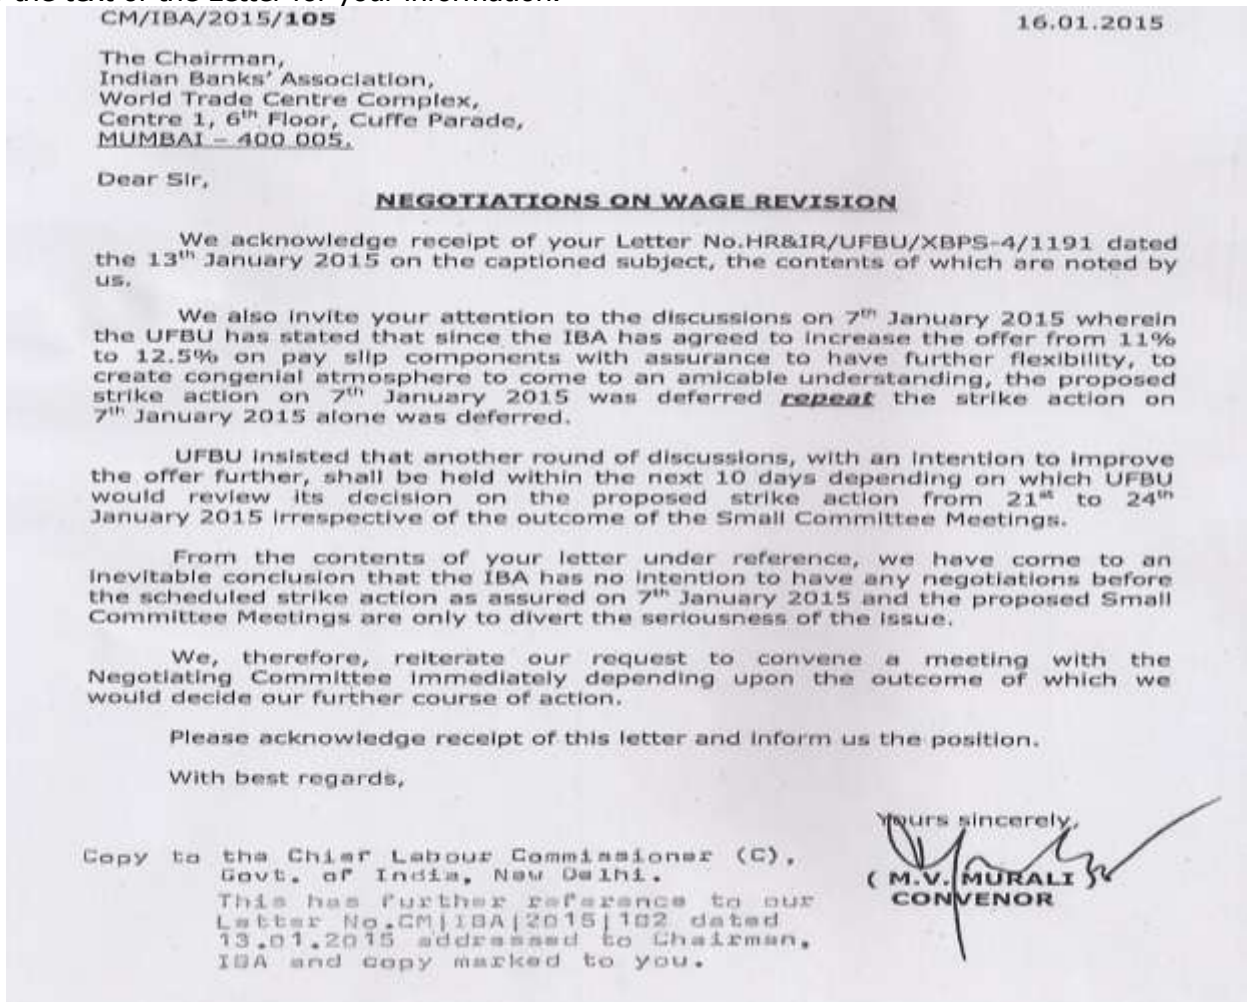 the text of the Letter for your information.
CM/IBA/2015/105 16.01.2015
The Chairman,
Indian Banks' Association,
World Trade Centre Complex,
Centre 1, 6th Floor, Cuffe Parade,
MUMBAI – 400 005.
Dear Sir,
NEGOTIATIONS ON WAGE REVISION
We acknowledge receipt of your Letter No.HR&IR/UFBU/XBPS-4/1191 dated
the 13th January 2015 on the captioned subject, the contents of which are noted by
us.
We also invite your attention to the discussions on 7th January 2015 wherein
the UFBU has stated that since the IBA has agreed to increase the offer from 11%
to 12.5% on pay slip components with assurance to have further flexibility, to
create congenial atmosphere to come to an amicable understanding, the proposed
strike action on 7th January 2015 was deferred repeat the strike action on
7th January 2015 alone was deferred.
UFBU insisted that another round of discussions, with an intention to improve
the offer further, shall be held within the next 10 days depending on which UFBU
would review its decision on the proposed strike action from 21st to 24th
January 2015 irrespective of the outcome of the Small Committee Meetings.
From the contents of your letter under reference, we have come to an
inevitable conclusion that the IBA has no intention to have any negotiations before
the scheduled strike action as assured on 7th January 2015 and the proposed Small
Committee Meetings are only to divert the seriousness of the issue.
We, therefore, reiterate our request to convene a meeting with the
Negotiating Committee immediately depending upon the outcome of which we
would decide our further course of action.
Please acknowledge receipt of this letter and inform us the position.
With best regards,
Yours sincerely,
( M.V. MURALI )
CONVENOR
Copy to the Chief Labour Commissioner (C),
Govt. of India, New Delhi.
This has further reference to our
Letter No.CM|IBA|2015|102 dated
13.01.2015 addressed to Chairman,
IBA and copy marked to you.